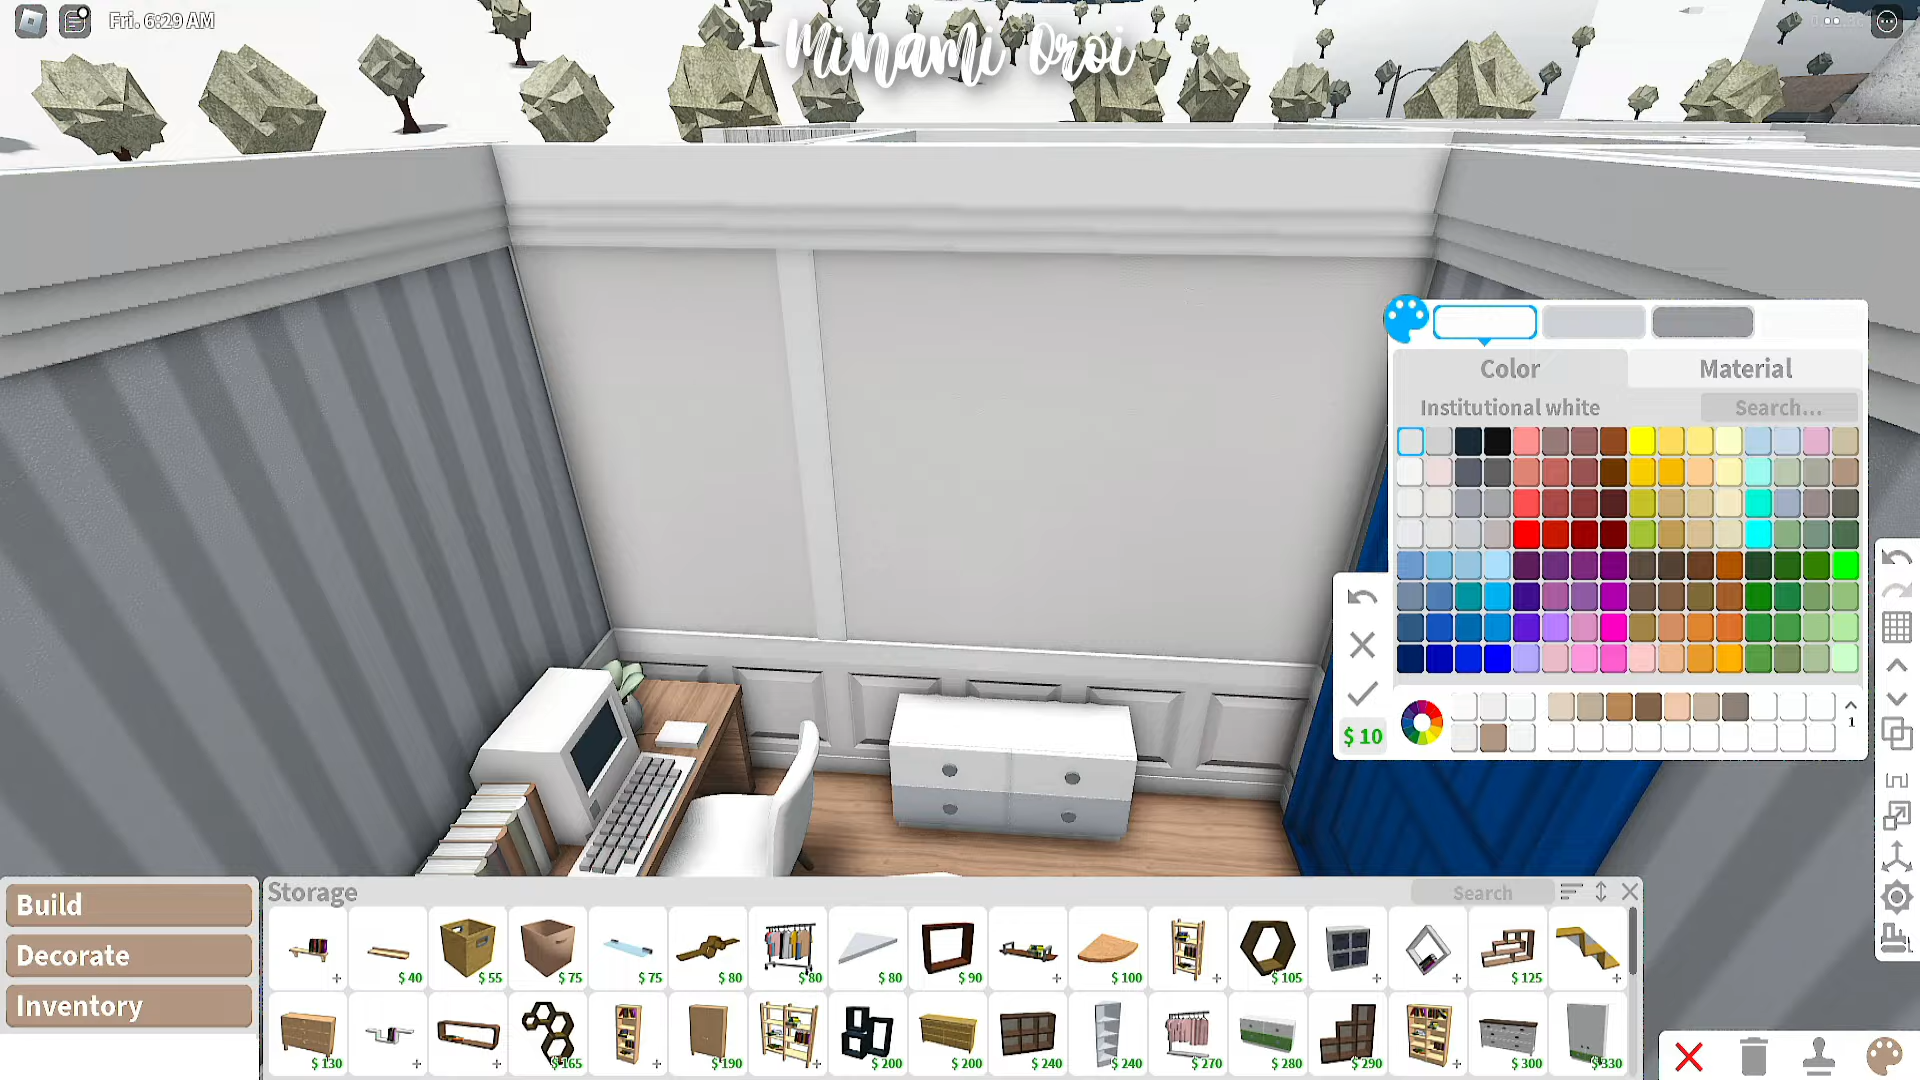 Fri. 6:29 AM
Minami Oroi
Color
Material
Institutional white
Search...
$ 10
1
Build
Decorate
Inventory
Storage
Search
$ 40
$ 55
$ 75
$ 75
$ 80
$ 80
$ 80
$ 90
$ 100
$ 105
$ 125
$ 130
$ 165
$ 190
$ 200
$ 200
$ 240
$ 240
$ 270
$ 280
$ 290
$ 300
$ 330